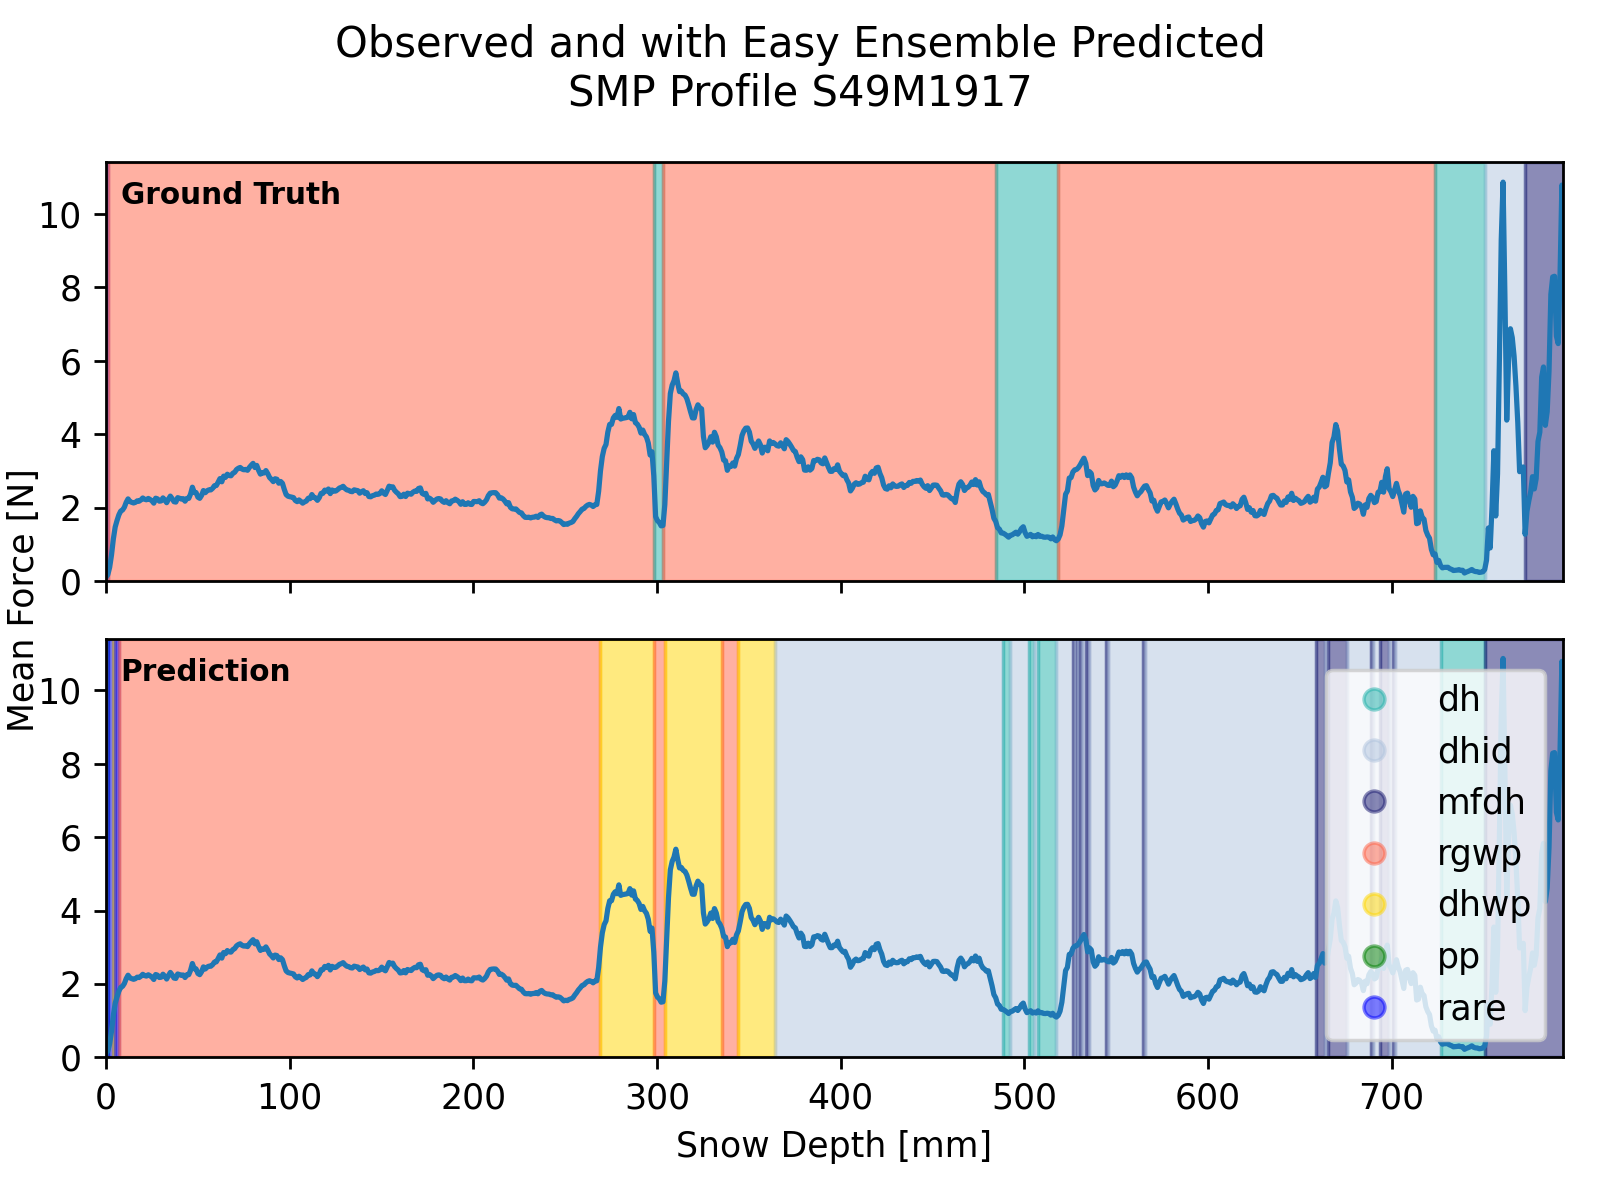 Observed and with Easy Ensemble Predicted
SMP Profile S49M1917
Ground Truth
10
8
6
4
2
0
Mean Force [N]
Prediction
10
8
6
4
2
0
dh
dhid
mfdh
rgwp
dhwp
pp
rare
0 100 200 300 400 500 600 700
Snow Depth [mm]